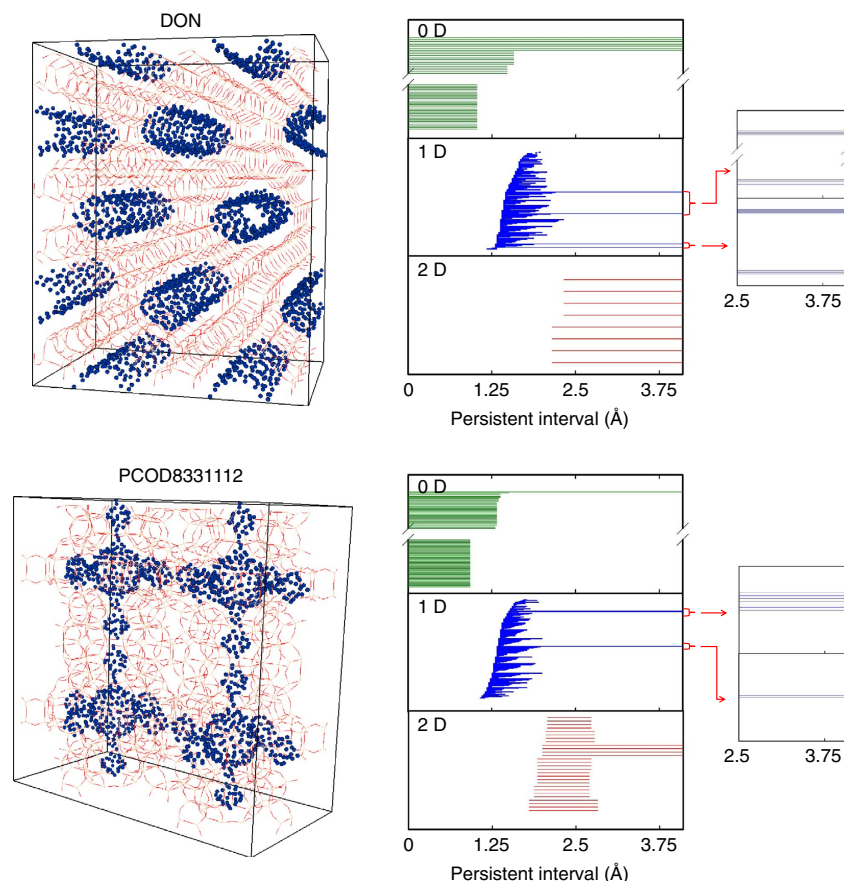 DON
0 D
1 D
2 D
0 1.25 2.5 3.75
Persistent interval (Å)
2.5 3.75
PCOD8331112
0 D
1 D
2 D
0 1.25 2.5 3.75
Persistent interval (Å)
2.5 3.75